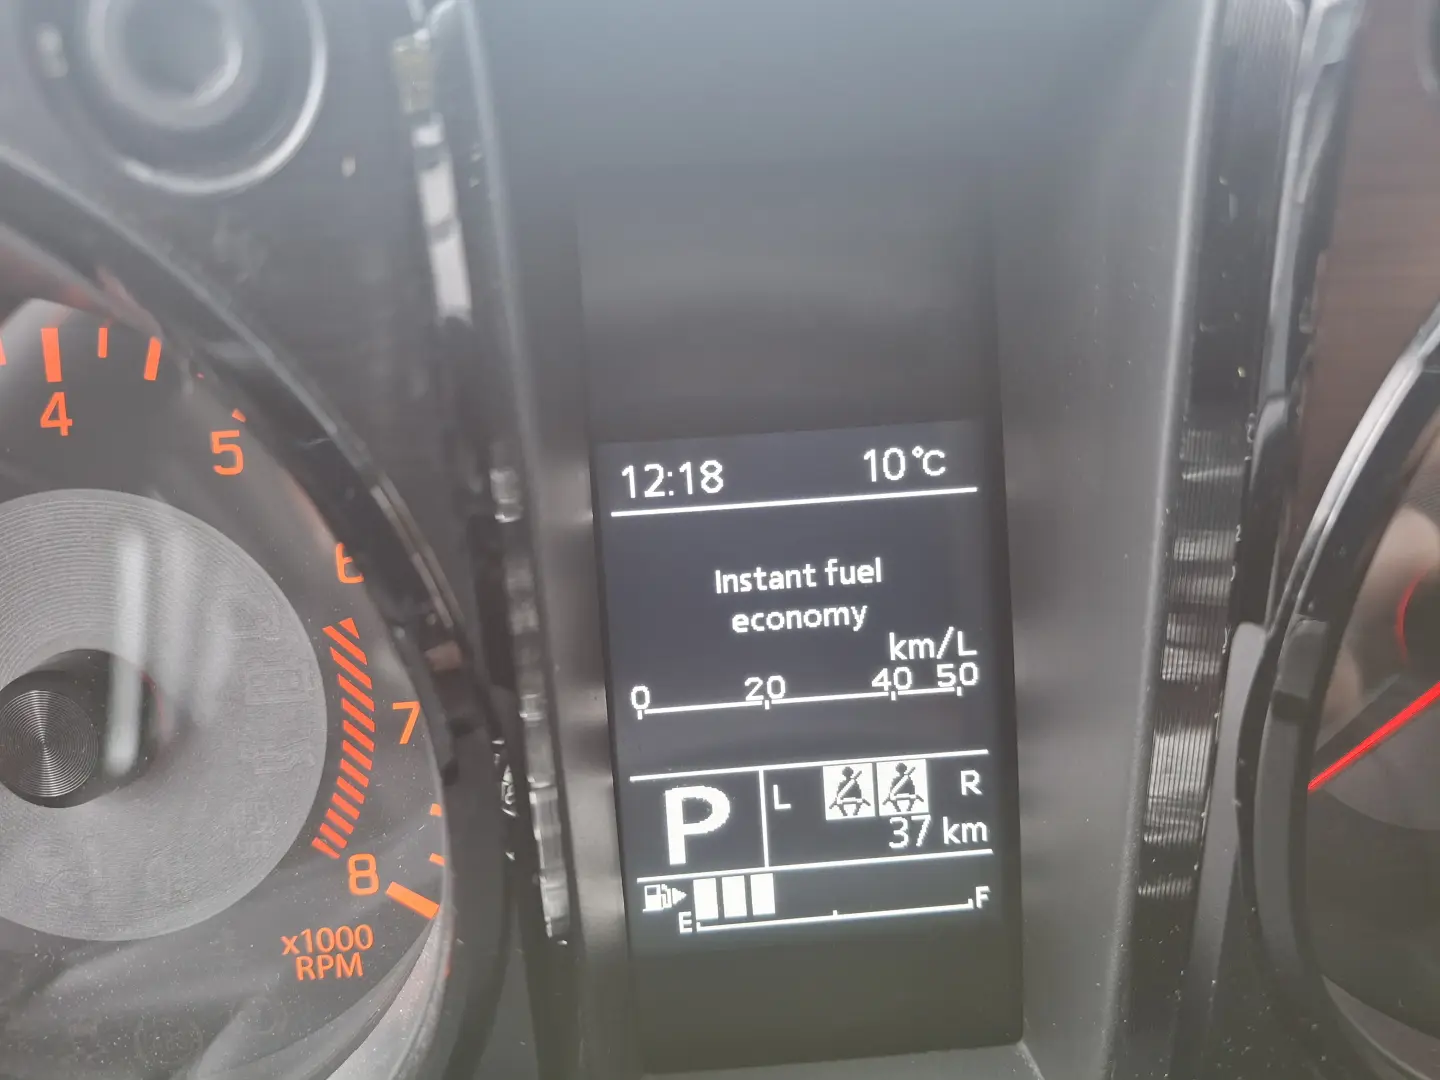 12:18 10°C
Instant fuel
economy
km/L
0 20 40 50
P L R
37 km
E F
4
5
6
7
8
x1000
RPM